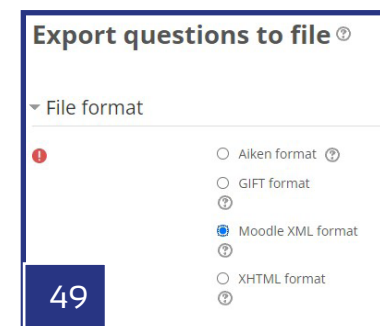 Export questions to file
File format
Aiken format
GIFT format
Moodle XML format
XHTML format
49